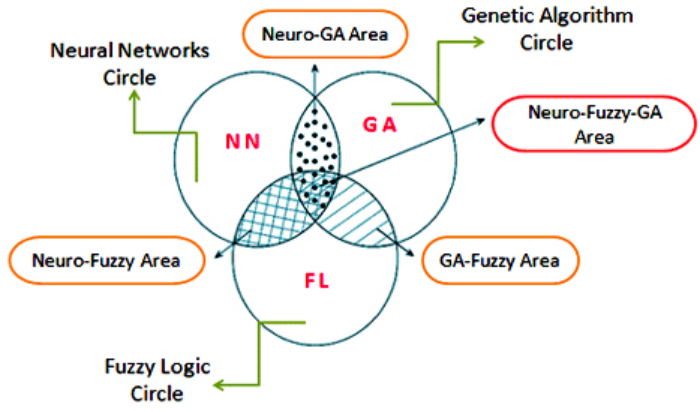 Genetic Algorithm
Circle
Neuro-GA Area
Neural Networks
Circle
Neuro-Fuzzy-GA
Area
NN
GA
Neuro-Fuzzy Area
GA-Fuzzy Area
FL
Fuzzy Logic
Circle